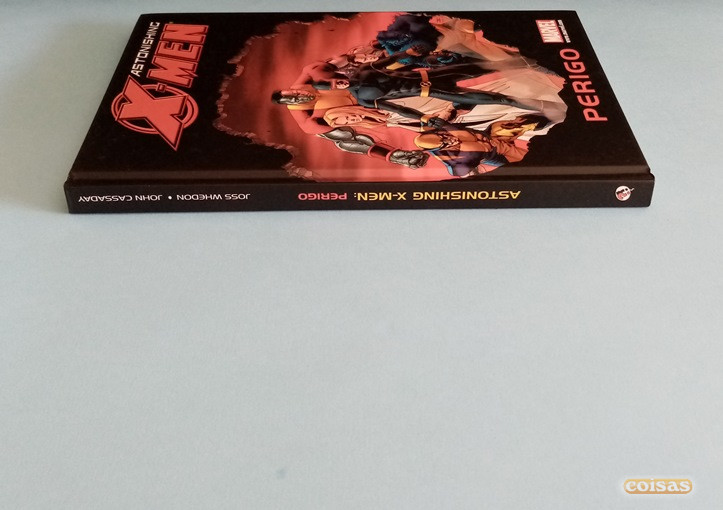 ASTONISHING
X-MEN
MARVEL
PERIGO
ASTONISHING X-MEN: PERIGO
JOSS WHEDON • JOHN CASSADAY
coisas